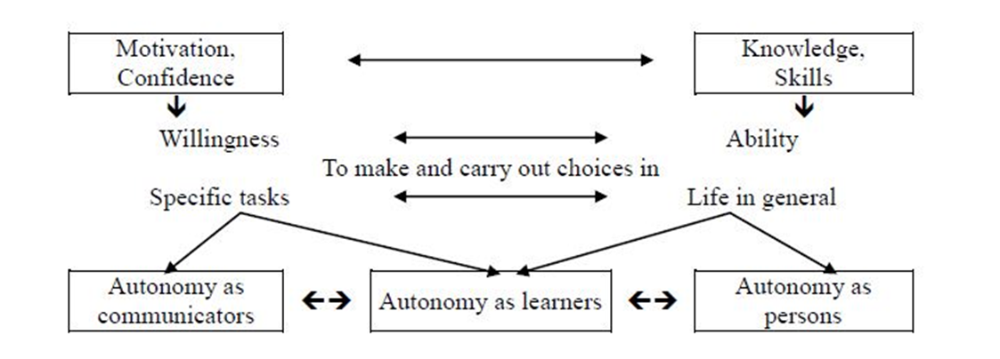 Motivation,
Confidence
Knowledge,
Skills
Willingness
Ability
To make and carry out choices in
Specific tasks
Life in general
Autonomy as
communicators
Autonomy as learners
Autonomy as
persons